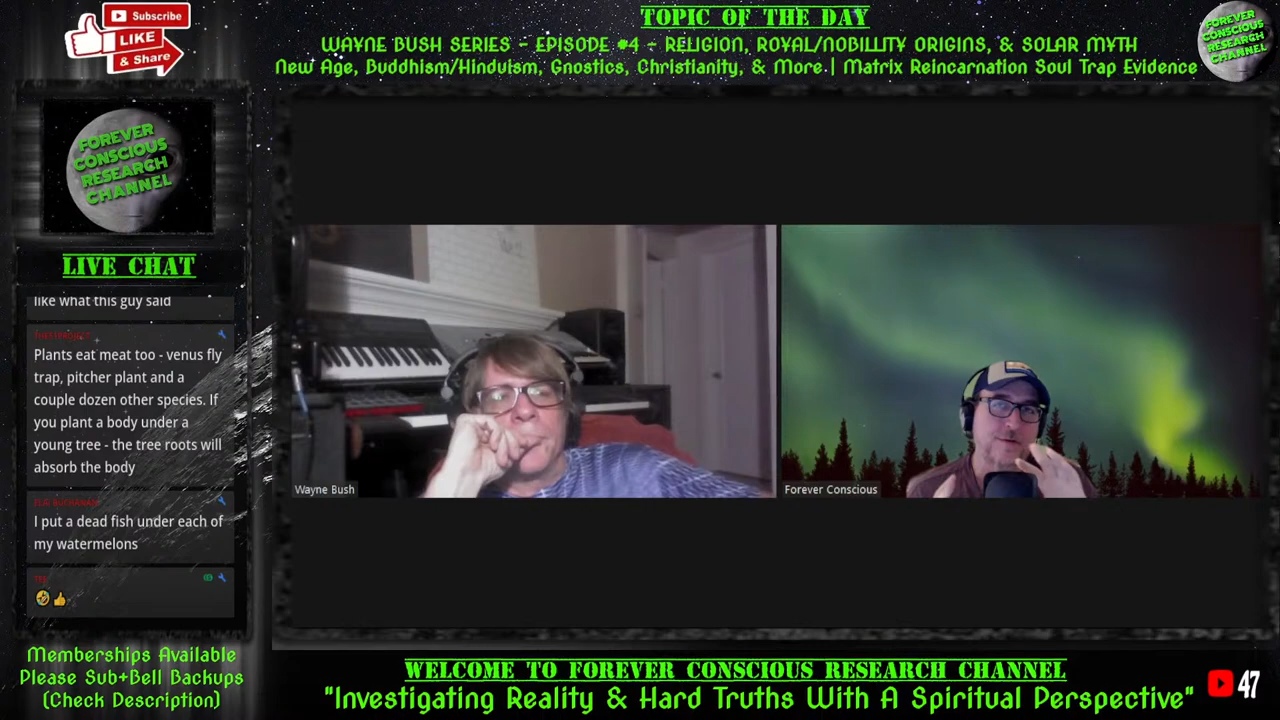 Subscribe
LIKE
& Share
TOPIC OF THE DAY
WAYNE BUSH SERIES - EPISODE #4 - RELIGION, ROYAL/NOBILLITY ORIGINS, & SOLAR MYTH
New Age, Buddhism/Hinduism, Gnostics, Christianity, & More | Matrix Reincarnation Soul Trap Evidence
FOREVER
CONSCIOUS
RESEARCH
CHANNEL
FOREVER
CONSCIOUS
RESEARCH
CHANNEL
LIVE CHAT
like what this guy said
Plants eat meat too - venus fly
trap, pitcher plant and a
couple dozen other species. If
you plant a body under a
young tree - the tree roots will
absorb the body
I put a dead fish under each of
my watermelons
Wayne Bush
Forever Conscious
Memberships Available
Please Sub+Bell Backups
(Check Description)
WELCOME TO FOREVER CONSCIOUS RESEARCH CHANNEL
"Investigating Reality & Hard Truths With A Spiritual Perspective"
47